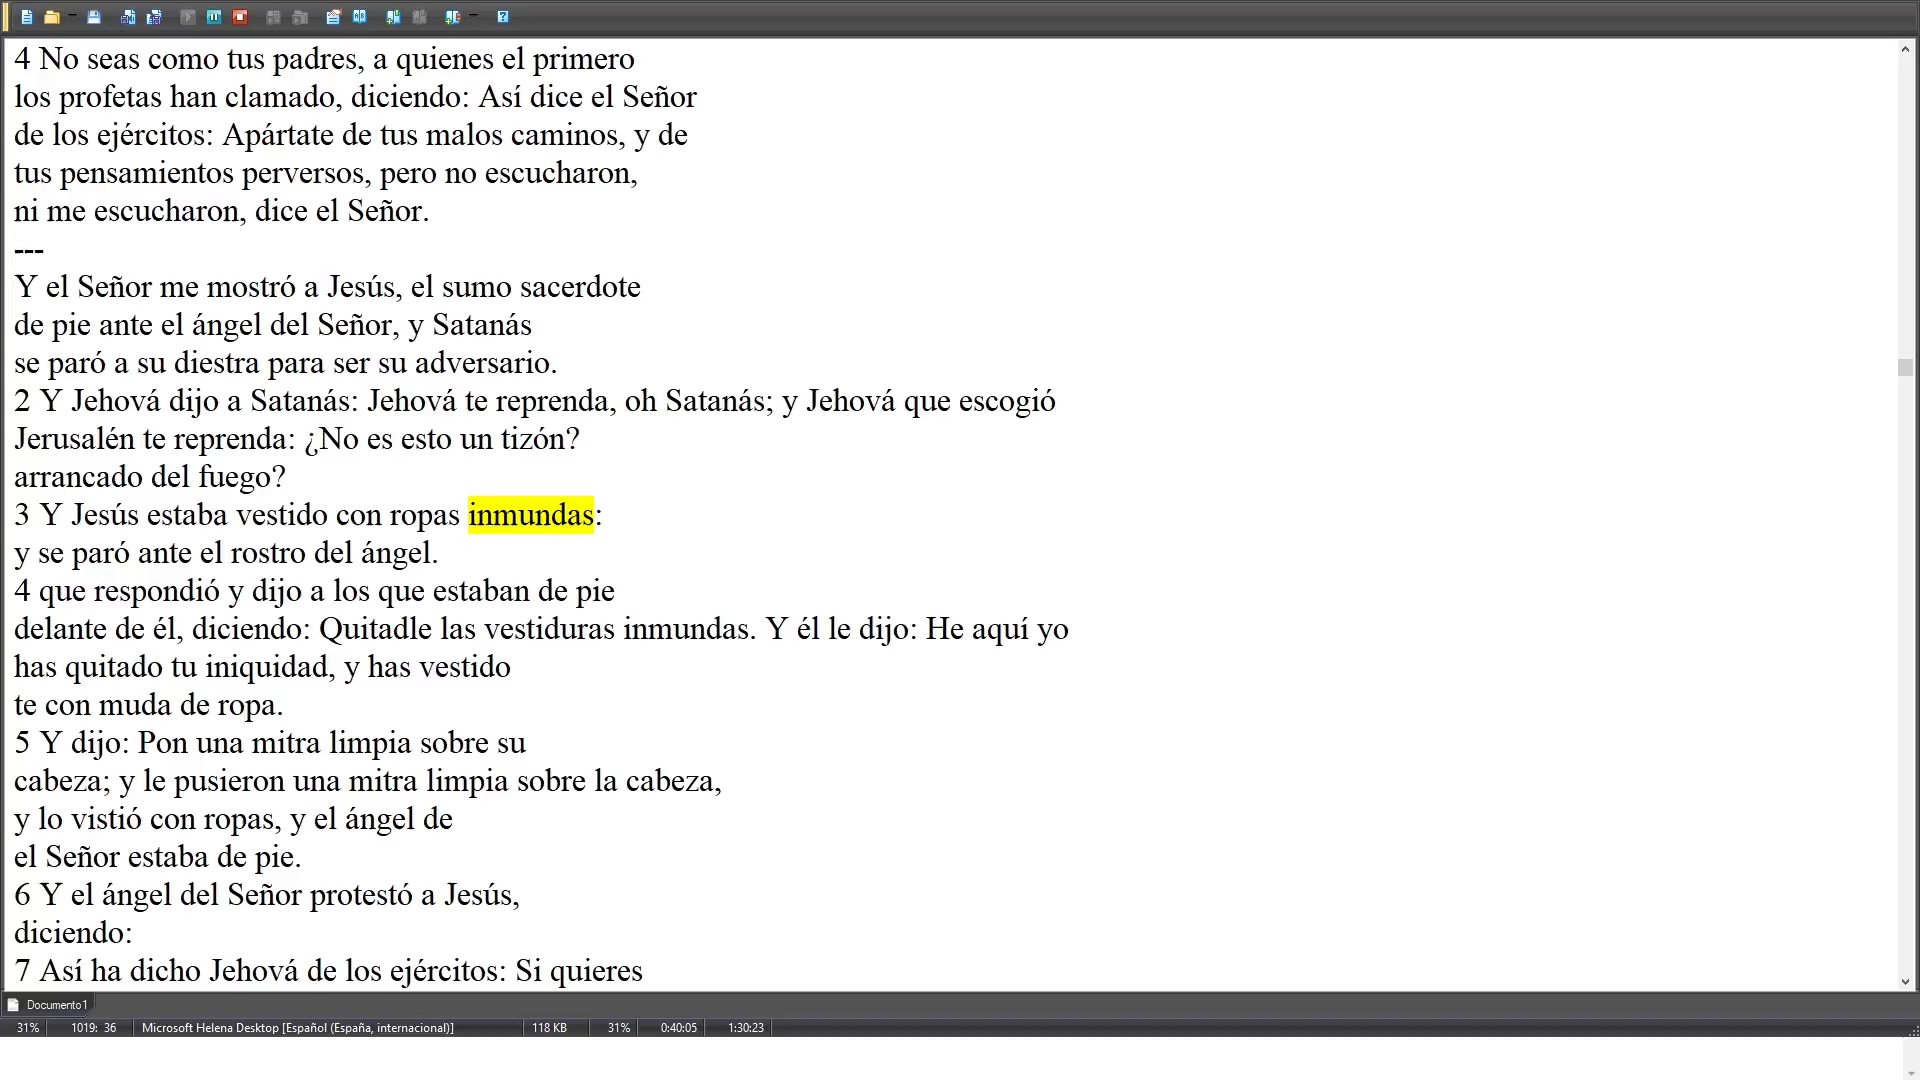 4 No seas como tus padres, a quienes el primero
los profetas han clamado, diciendo: Así dice el Señor
de los ejércitos: Apártate de tus malos caminos, y de
tus pensamientos perversos, pero no escucharon,
ni me escucharon, dice el Señor.
---
Y el Señor me mostró a Jesús, el sumo sacerdote
de pie ante el ángel del Señor, y Satanás
se paró a su diestra para ser su adversario.
2 Y Jehová dijo a Satanás: Jehová te reprenda, oh Satanás; y Jehová que escogió
Jerusalén te reprenda: ¿No es esto un tizón?
arrancado del fuego?
3 Y Jesús estaba vestido con ropas inmundas:
y se paró ante el rostro del ángel.
4 que respondió y dijo a los que estaban de pie
delante de él, diciendo: Quitadle las vestiduras inmundas. Y él le dijo: He aquí yo
has quitado tu iniquidad, y has vestido
te con muda de ropa.
5 Y dijo: Pon una mitra limpia sobre su
cabeza; y le pusieron una mitra limpia sobre la cabeza,
y lo vistió con ropas, y el ángel de
el Señor estaba de pie.
6 Y el ángel del Señor protestó a Jesús,
diciendo:
7 Así ha dicho Jehová de los ejércitos: Si quieres
Documento1
31% 1019: 36 Microsoft Helena Desktop [Español (España, internacional)] 118 KB 31% 0:40:05 1:30:23